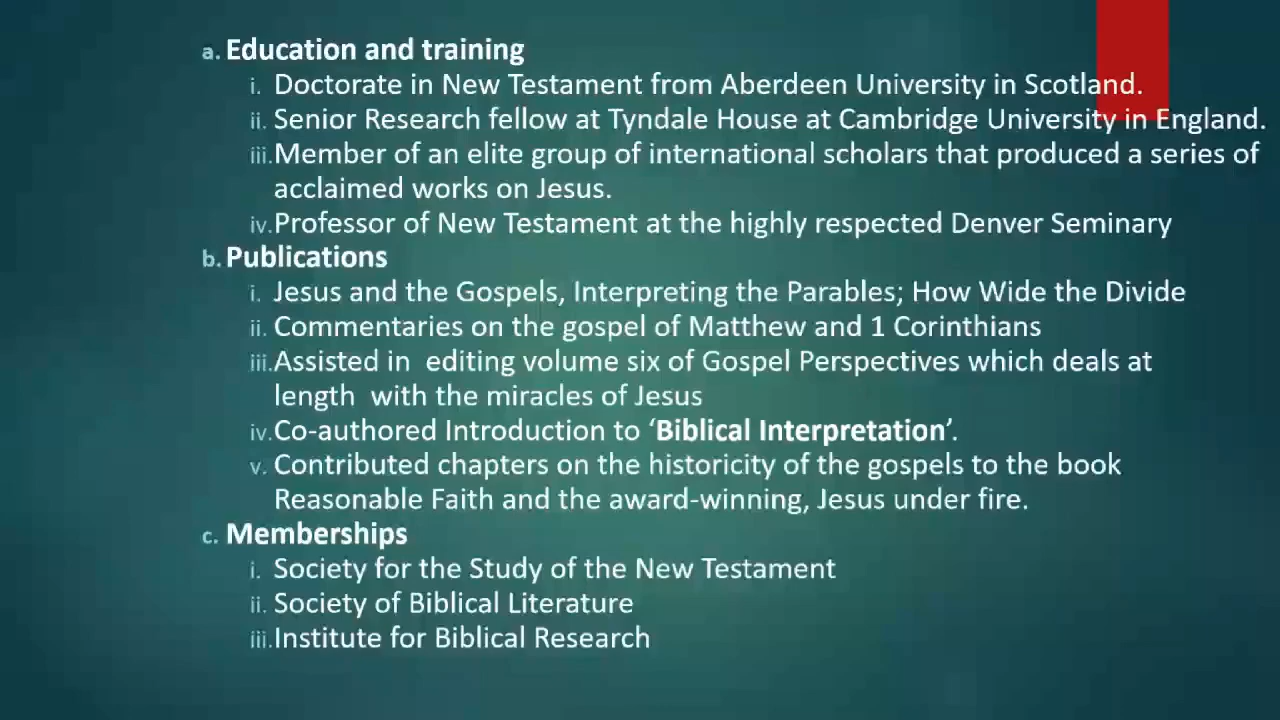 a. Education and training
i. Doctorate in New Testament from Aberdeen University in Scotland.
ii. Senior Research fellow at Tyndale House at Cambridge University in England.
iii. Member of an elite group of international scholars that produced a series of
acclaimed works on Jesus.
iv. Professor of New Testament at the highly respected Denver Seminary
b. Publications
i. Jesus and the Gospels, Interpreting the Parables; How Wide the Divide
ii. Commentaries on the gospel of Matthew and 1 Corinthians
iii. Assisted in  editing volume six of Gospel Perspectives which deals at
length  with the miracles of Jesus
iv. Co-authored Introduction to ‘Biblical Interpretation’.
v. Contributed chapters on the historicity of the gospels to the book
Reasonable Faith and the award-winning, Jesus under fire.
c. Memberships
i. Society for the Study of the New Testament
ii. Society of Biblical Literature
iii. Institute for Biblical Research